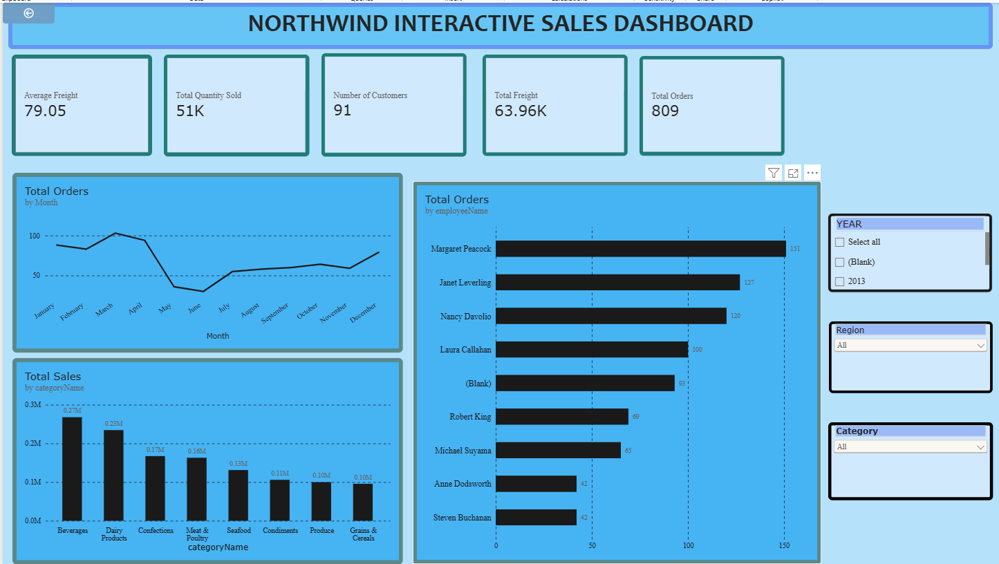 NORTHWIND INTERACTIVE SALES DASHBOARD
Average Freight
79.05
Total Quantity Sold
51K
Number of Customers
91
Total Freight
63.96K
Total Orders
809
Total Orders
by Month
100
50
January
February
March
April
May
June
July
August
September
October
November
December
Month
Total Sales
by categoryName
0.3M
0.2M
0.1M
0.0M
0.27M
0.23M
0.17M
0.16M
0.13M
0.11M
0.10M
0.10M
Beverages
Dairy
Products
Confections
Meat &
Poultry
Seafood
Condiments
Produce
Grains &
Cereals
categoryName
Total Orders
by employeeName
Margaret Peacock 151
Janet Leverling 127
Nancy Davolio 120
Laura Callahan 100
(Blank) 93
Robert King 69
Michael Suyama 65
Anne Dodsworth 42
Steven Buchanan 42
0 50 100 150
YEAR
Select all
(Blank)
2013
Region
All
Category
All